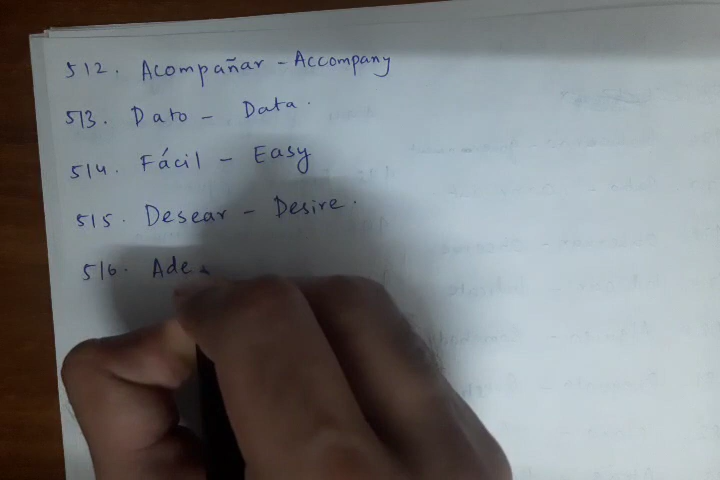 512. Acompañar - Accompany
513. Dato - Data.
514. Fácil - Easy
515. Desear - Desire.
516. Ade